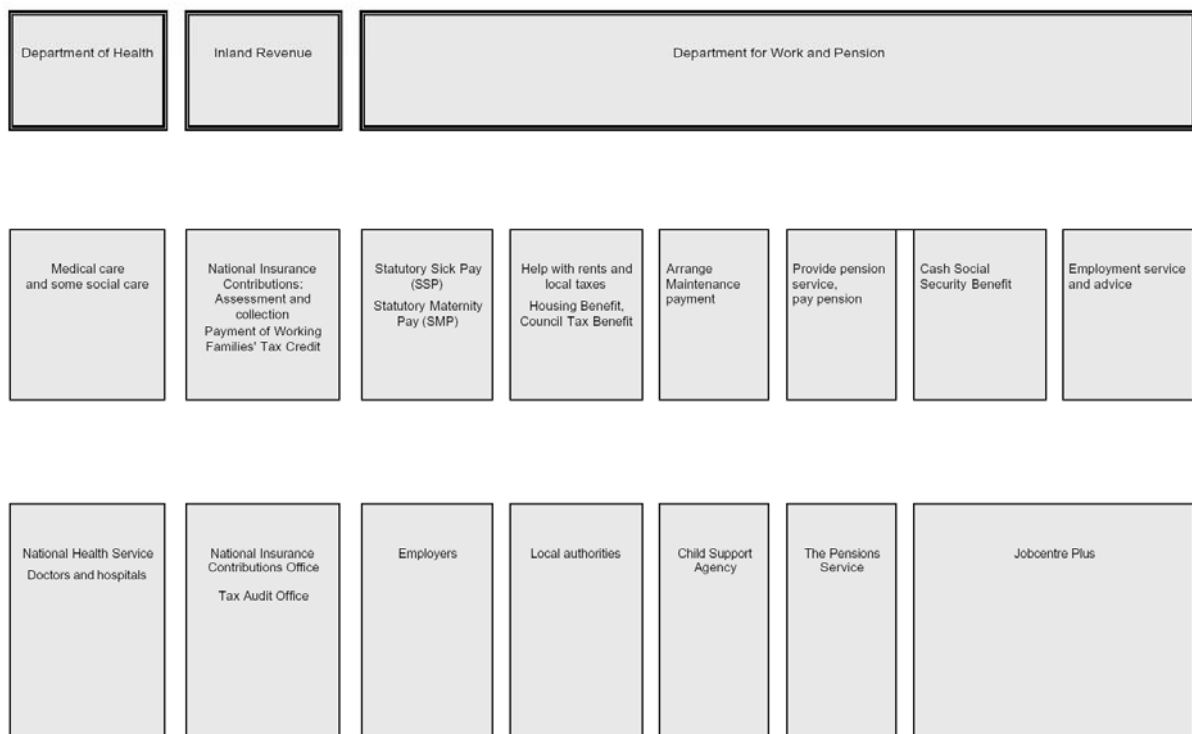 Department of Health
Inland Revenue
Department for Work and Pension
Medical care
and some social care
National Insurance
Contributions:
Assessment and
collection
Payment of Working
Families' Tax Credit
Statutory Sick Pay
(SSP)
Statutory Maternity
Pay (SMP)
Help with rents and
local taxes
Housing Benefit,
Council Tax Benefit
Arrange
Maintenance
payment
Provide pension
service,
pay pension
Cash Social
Security Benefit
Employment service
and advice
National Health Service
Doctors and hospitals
National Insurance
Contributions Office
Tax Audit Office
Employers
Local authorities
Child Support
Agency
The Pensions
Service
Jobcentre Plus